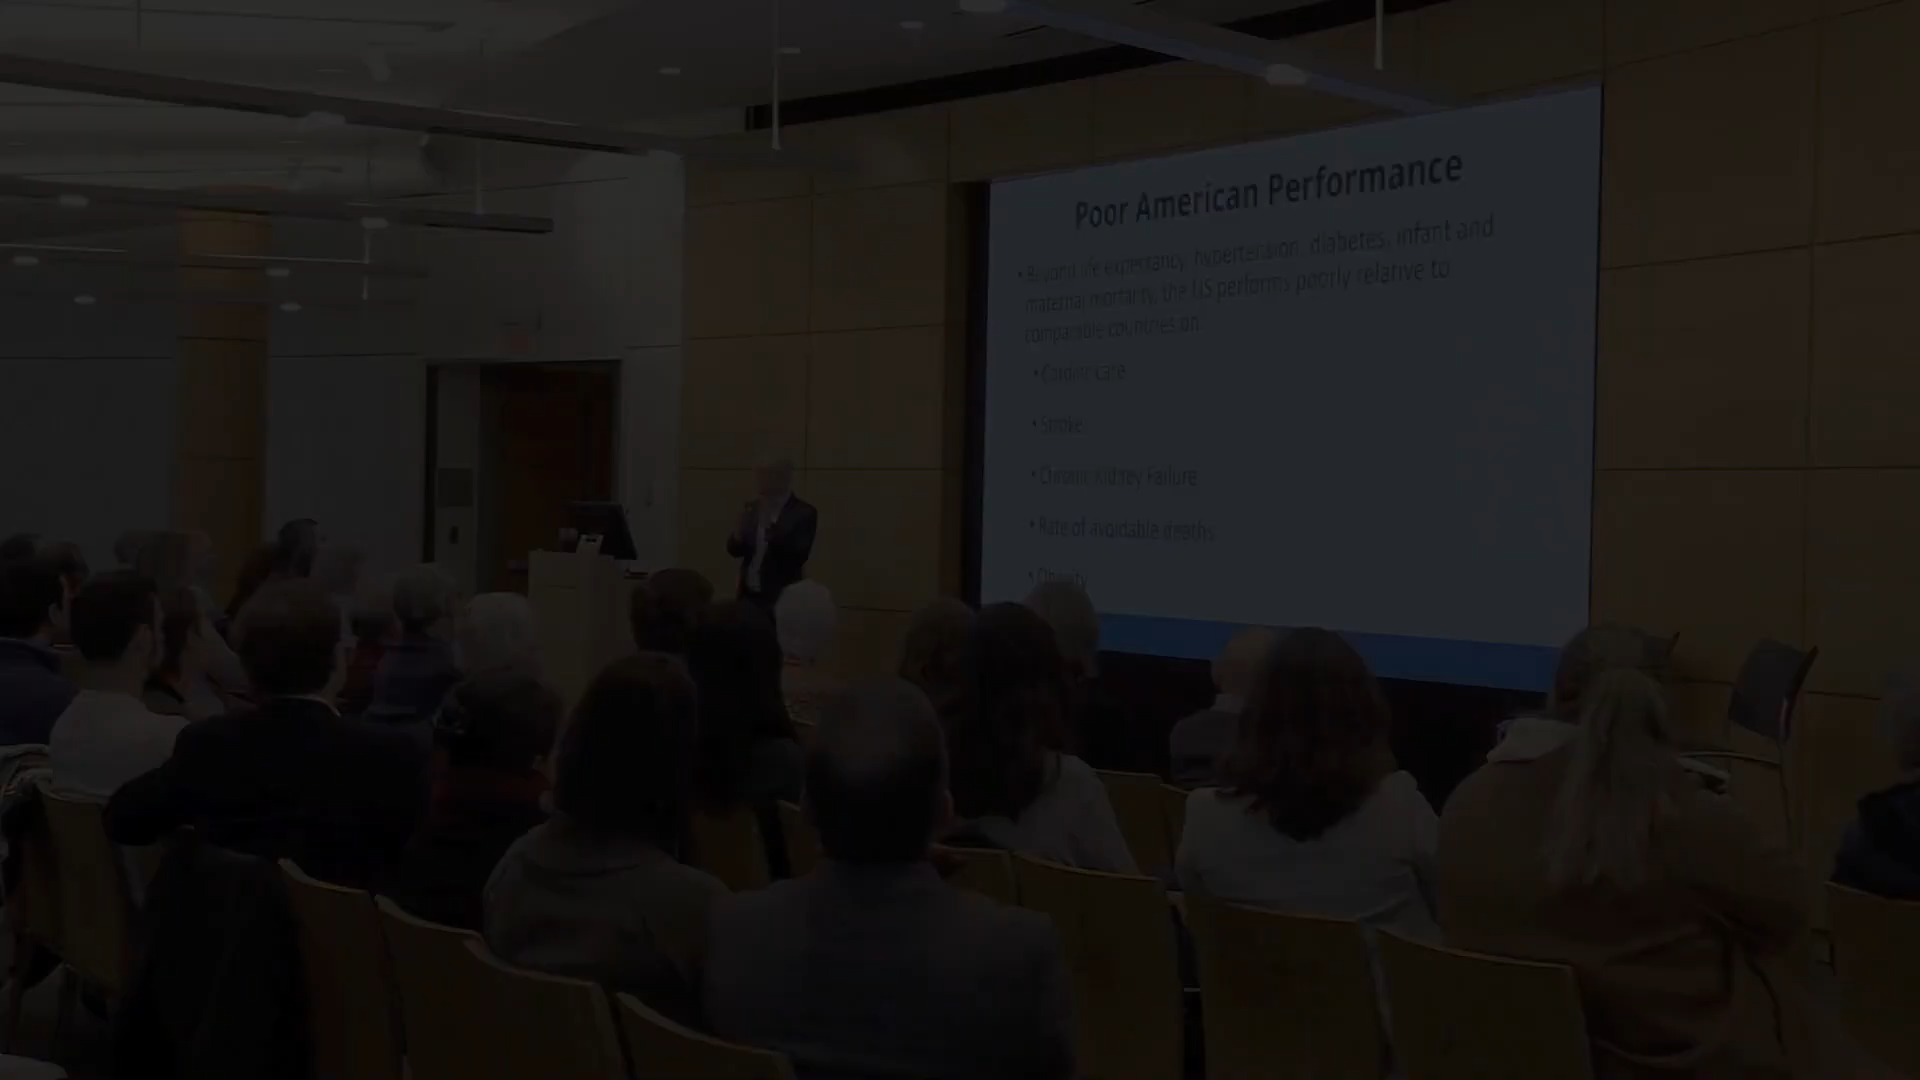 Poor American Performance
• Beyond life expectancy, hypertension, diabetes, infant and
maternal mortality, the US performs poorly relative to
comparable countries on:
• Cardiac care
• Stroke
• Chronic Kidney Failure
• Rate of avoidable deaths
• Obesity